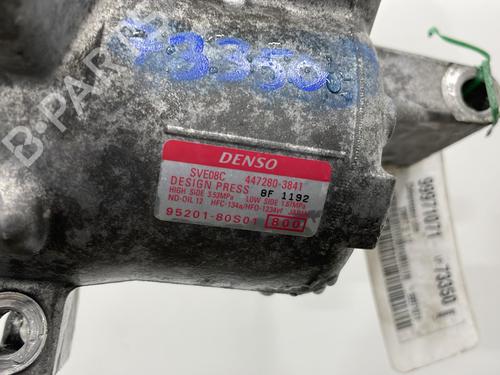 73350
B-PARTS
DENSO
SVE08C 447280-3841
DESIGN PRESS BF 1192
HIGH SIDE 3.53MPa LOW SIDE 1.67MPa
ND-OIL 12 HFC-134a/HFO-1234yf JAPAN
95201-80S01 800
73350